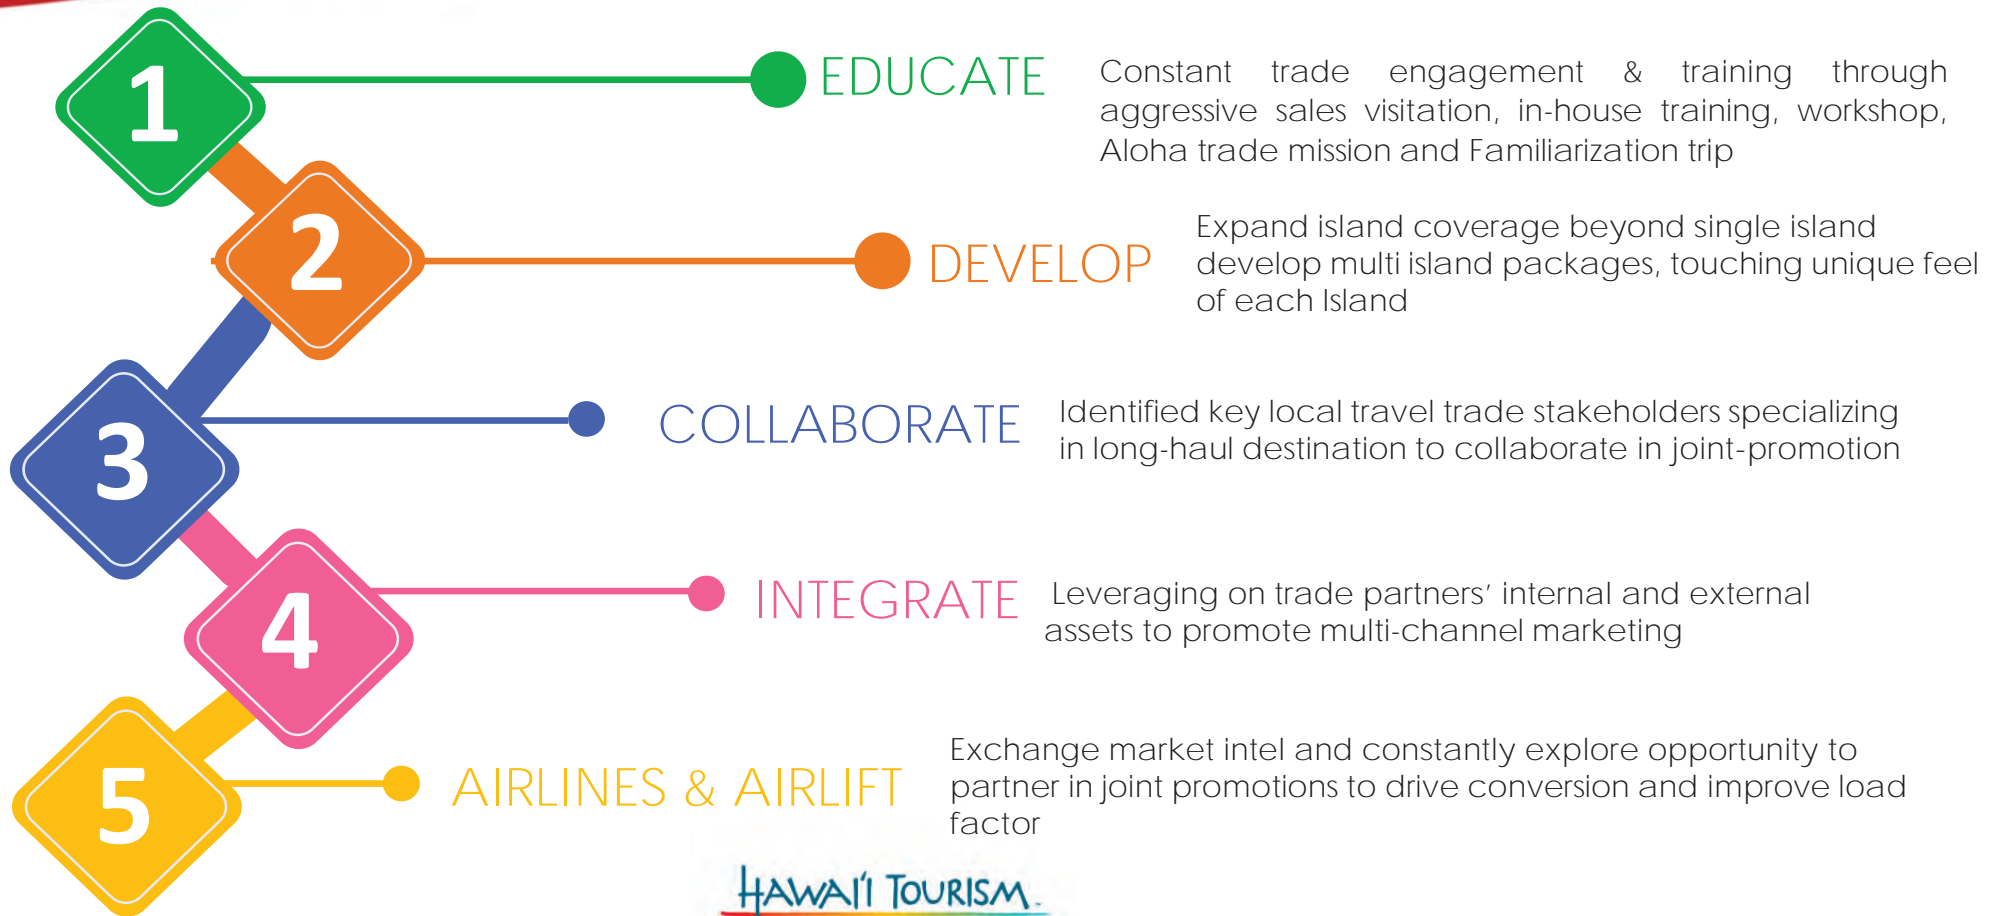 1
EDUCATE
Constant trade engagement & training through
aggressive sales visitation, in-house training, workshop,
Aloha trade mission and Familiarization trip
2
DEVELOP
Expand island coverage beyond single island
develop multi island packages, touching unique feel
of each Island
3
COLLABORATE
Identified key local travel trade stakeholders specializing
in long-haul destination to collaborate in joint-promotion
4
INTEGRATE
Leveraging on trade partners’ internal and external
assets to promote multi-channel marketing
5
AIRLINES & AIRLIFT
Exchange market intel and constantly explore opportunity to
partner in joint promotions to drive conversion and improve load
factor
HAWAI‘I TOURISM